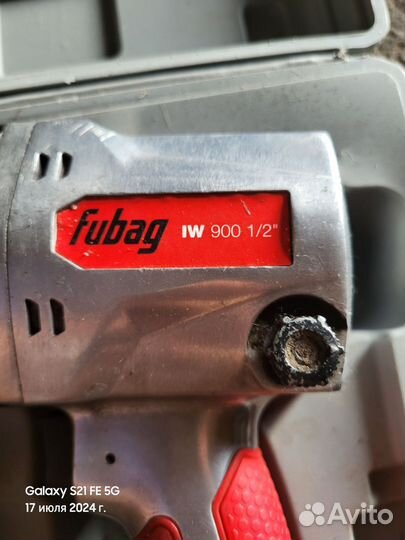 Fubag IW 900 1/2"
Galaxy S21 FE 5G
17 июля 2024 г.
Avito